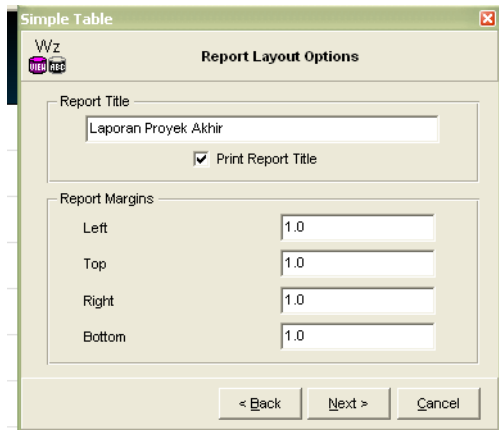 Simple Table
Wz
VIEW ABC
Report Layout Options
Report Title
Laporan Proyek Akhir
Print Report Title
Report Margins
Left 1.0
Top 1.0
Right 1.0
Bottom 1.0
< Back Next > Cancel